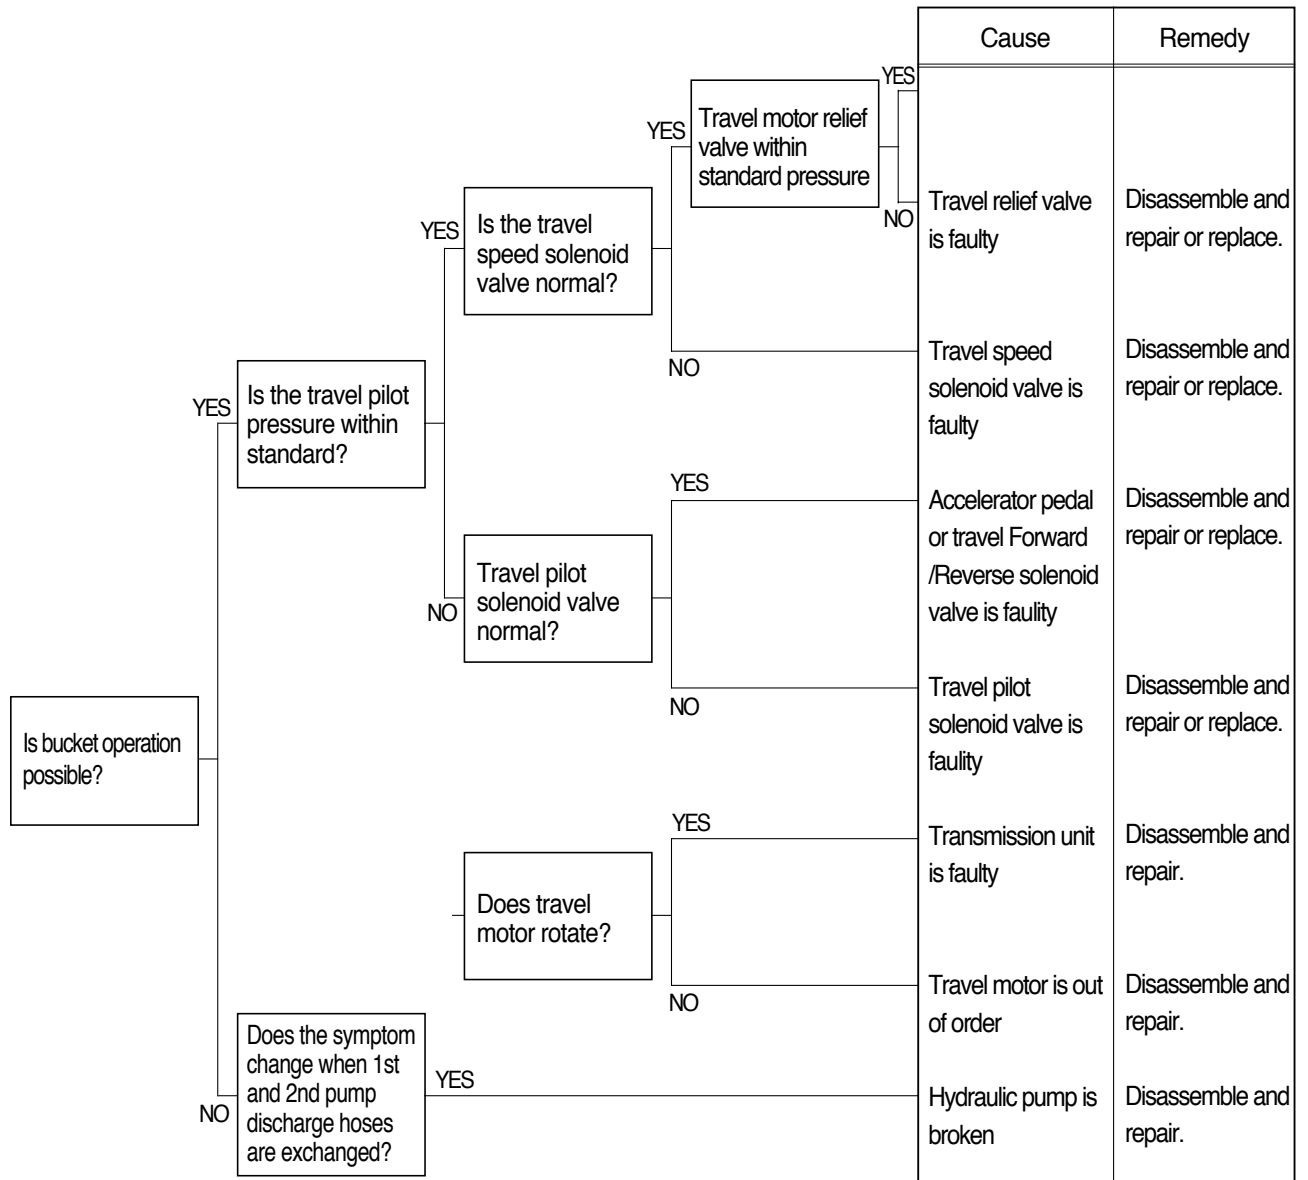 Cause
Remedy
YES
Travel motor relief
valve within
standard pressure
YES
NO
Travel relief valve
is faulty
Disassemble and
repair or replace.
Is the travel
speed solenoid
valve normal?
YES
NO
Travel speed
solenoid valve is
faulty
Disassemble and
repair or replace.
Is the travel pilot
pressure within
standard?
YES
YES
Accelerator pedal
or travel Forward
/Reverse solenoid
valve is faulity
Disassemble and
repair or replace.
Travel pilot
solenoid valve
normal?
NO
NO
Travel pilot
solenoid valve is
faulity
Disassemble and
repair or replace.
Is bucket operation
possible?
YES
Transmission unit
is faulty
Disassemble and
repair.
Does travel
motor rotate?
NO
Travel motor is out
of order
Disassemble and
repair.
Does the symptom
change when 1st
and 2nd pump
discharge hoses
are exchanged?
NO
YES
Hydraulic pump is
broken
Disassemble and
repair.